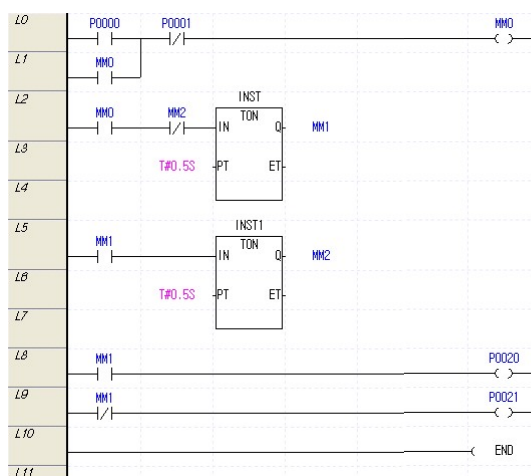 L0 P0000 P0001 MM0
L1 MM0
L2 INST
MM0 MM2 TON
IN Q MM1
L3 T#0.5S PT ET
L4
L5 INST1
MM1 TON
IN Q MM2
L6 T#0.5S PT ET
L7
L8 MM1 P0020
L9 MM1 P0021
L10 END
L11